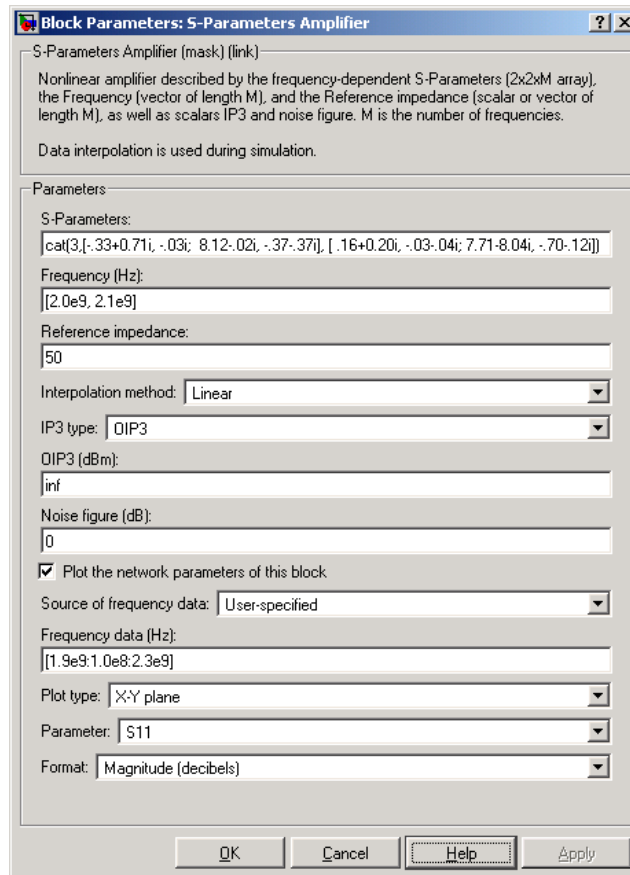 Block Parameters: S-Parameters Amplifier
S-Parameters Amplifier (mask) (link)
Nonlinear amplifier described by the frequency-dependent S-Parameters (2x2xM array),
the Frequency (vector of length M), and the Reference impedance (scalar or vector of
length M), as well as scalars IP3 and noise figure. M is the number of frequencies.
Data interpolation is used during simulation.
Parameters
S-Parameters:
cat(3,[-.33+0.71i, -.03i;  8.12-.02i, -.37-.37i], [ .16+0.20i, -.03-.04i; 7.71-8.04i, -.70-.12i])
Frequency (Hz):
[2.0e9, 2.1e9]
Reference impedance:
50
Interpolation method: Linear
IP3 type: OIP3
OIP3 (dBm):
inf
Noise figure (dB):
0
Plot the network parameters of this block
Source of frequency data: User-specified
Frequency data (Hz):
[1.9e9:1.0e8:2.3e9]
Plot type: X-Y plane
Parameter: S11
Format: Magnitude (decibels)
OK Cancel Help Apply